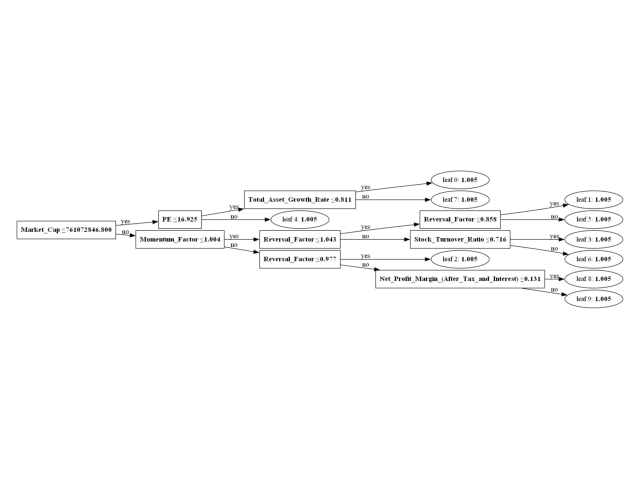 leaf 0: 1.005
yes
Total_Asset_Growth_Rate ≤0.811
yes
no
leaf 7: 1.005
yes
PE ≤16.925
no
leaf 4: 1.005
Market_Cap ≤761072846.800
no
Momentum_Factor ≤1.004
yes
Reversal_Factor ≤1.043
yes
Reversal_Factor ≤0.858
yes
leaf 1: 1.005
no
leaf 5: 1.005
no
Stock_Turnover_Ratio ≤0.716
yes
leaf 3: 1.005
no
leaf 6: 1.005
no
Reversal_Factor ≤0.977
yes
leaf 2: 1.005
no
Net_Profit_Margin_(After_Tax_and_Interest) ≤0.131
yes
leaf 8: 1.005
no
leaf 9: 1.005